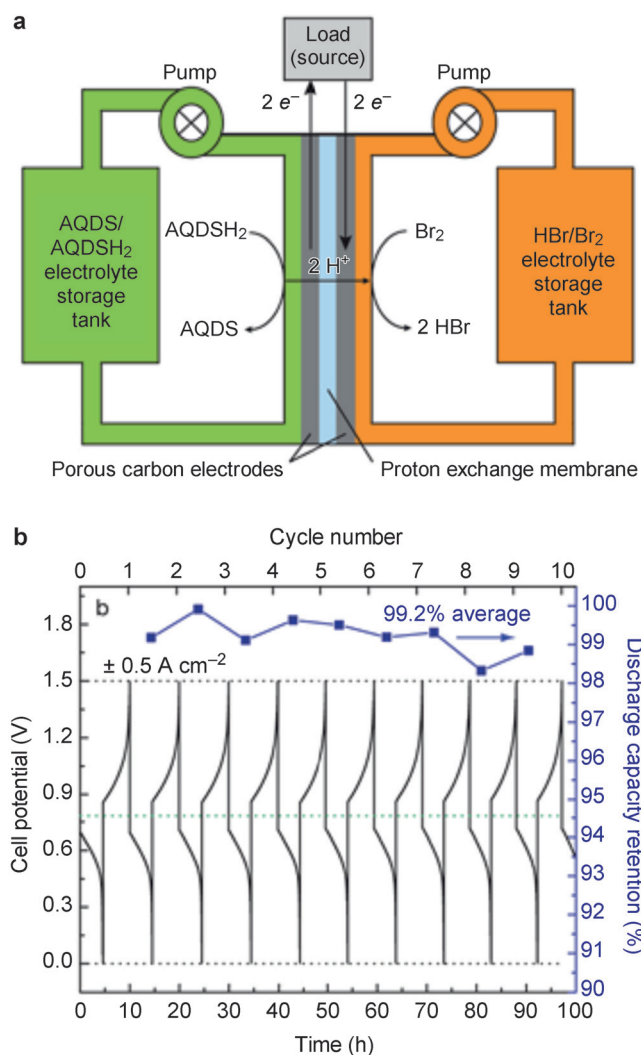 a
Load
(source)
Pump
Pump
2 e⁻
2 e⁻
AQDS/
AQDSH₂
electrolyte
storage
tank
AQDSH₂
AQDS
2 H⁺
Br₂
2 HBr
HBr/Br₂
electrolyte
storage
tank
Porous carbon electrodes
Proton exchange membrane
b
Cycle number
0 1 2 3 4 5 6 7 8 9 10
b
99.2% average
± 0.5 A cm⁻²
Cell potential (V)
1.8
1.5
1.2
0.9
0.6
0.3
0.0
Discharge capacity retention (%)
100
99
98
97
96
95
94
93
92
91
90
0 10 20 30 40 50 60 70 80 90 100
Time (h)